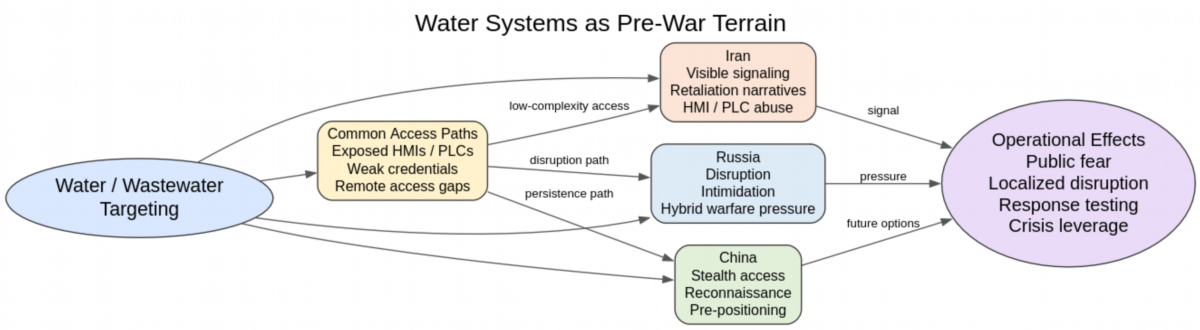 Water Systems as Pre-War Terrain
Water / Wastewater
Targeting
Common Access Paths
Exposed HMIs / PLCs
Weak credentials
Remote access gaps
low-complexity access
disruption path
persistence path
Iran
Visible signaling
Retaliation narratives
HMI / PLC abuse
Russia
Disruption
Intimidation
Hybrid warfare pressure
China
Stealth access
Reconnaissance
Pre-positioning
signal
pressure
future options
Operational Effects
Public fear
Localized disruption
Response testing
Crisis leverage